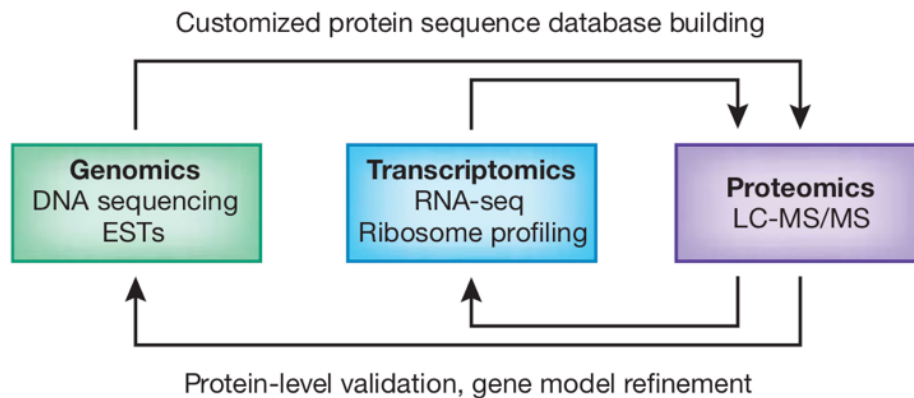 Customized protein sequence database building
Genomics
DNA sequencing
ESTs
Transcriptomics
RNA-seq
Ribosome profiling
Proteomics
LC-MS/MS
Protein-level validation, gene model refinement